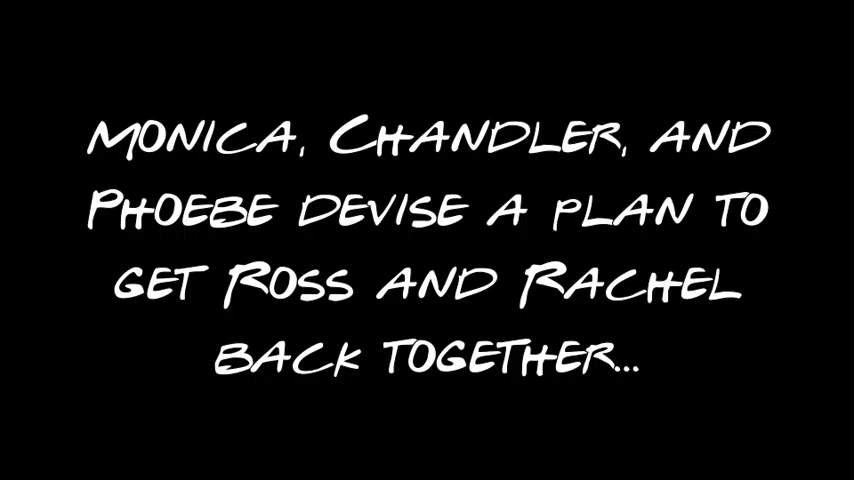 Monica, Chandler, and
Phoebe devise a plan to
get Ross and Rachel
back together...